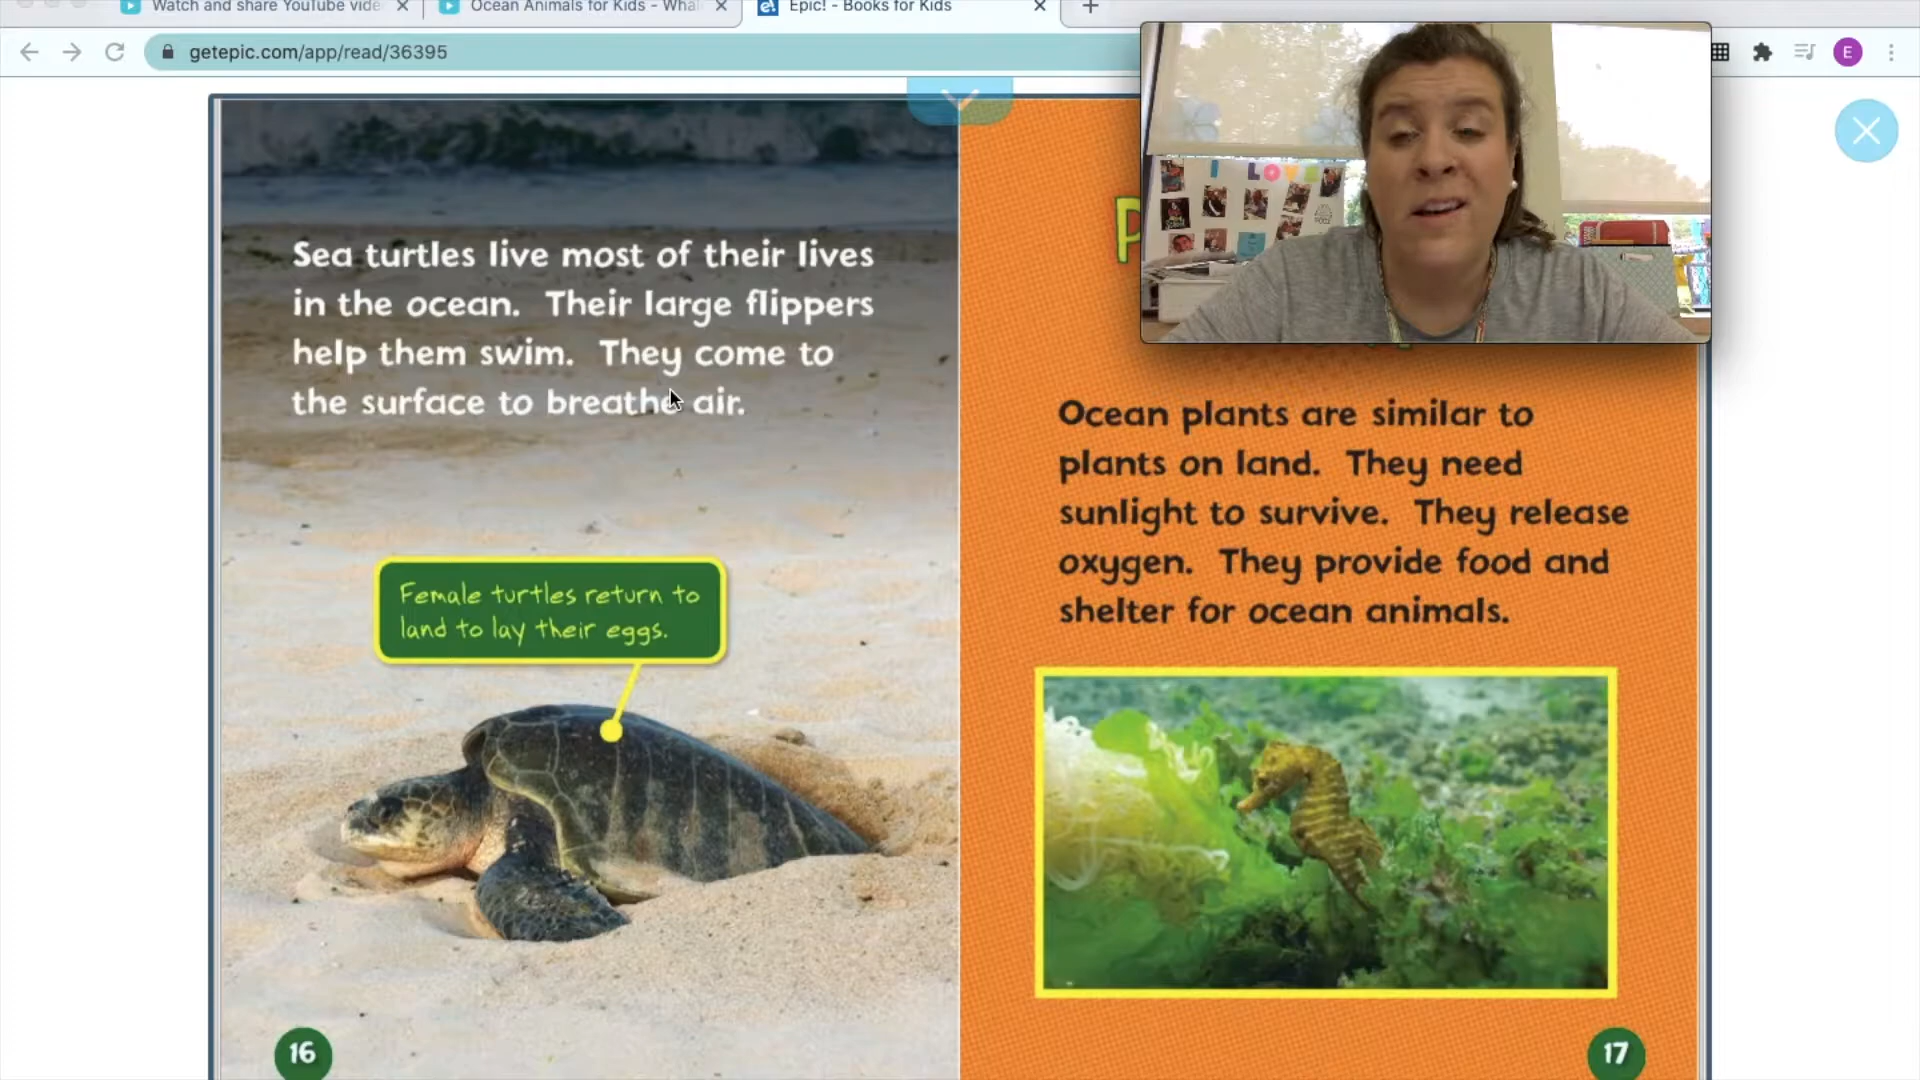 Watch and share YouTube vide
Ocean Animals for Kids - Whal
Epic! - Books for Kids
getepic.com/app/read/36395
E
I LOVE
Sea turtles live most of their lives
in the ocean. Their large flippers
help them swim. They come to
the surface to breathe air.
Female turtles return to
land to lay their eggs.
16
P
Ocean plants are similar to
plants on land. They need
sunlight to survive. They release
oxygen. They provide food and
shelter for ocean animals.
17